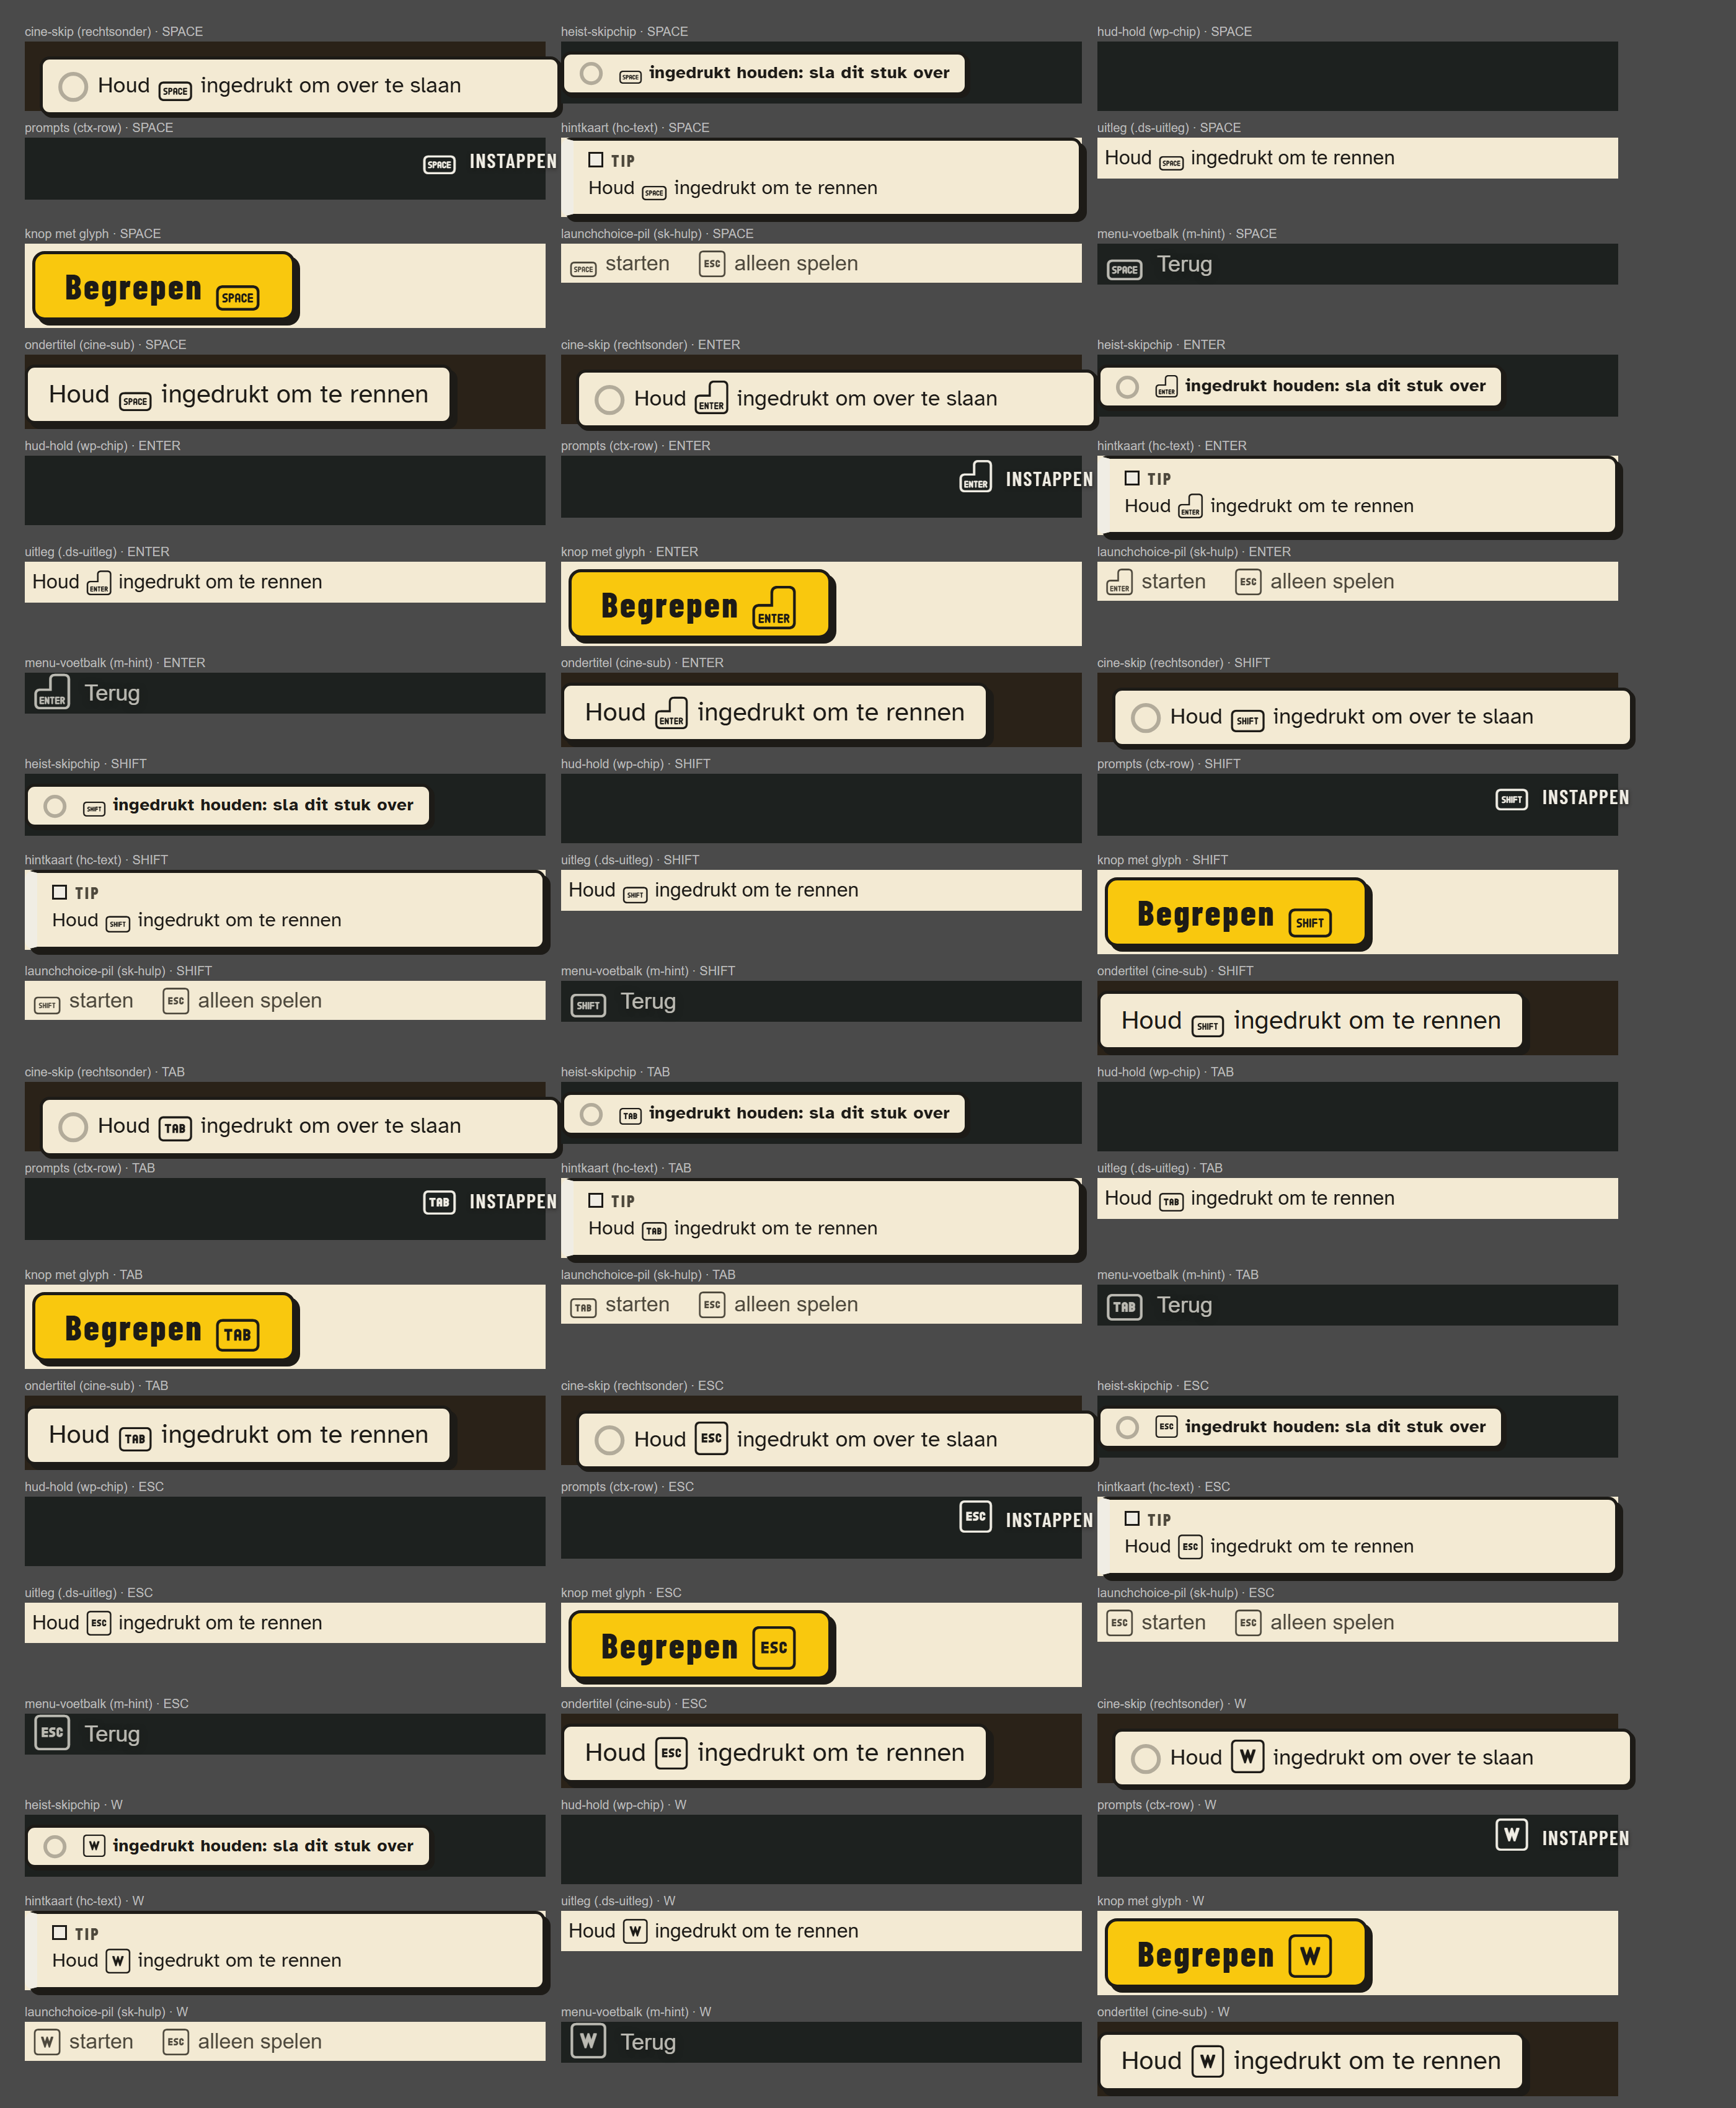 cine-skip (rechtsonder) · SPACE
Houd SPACE ingedrukt om over te slaan
heist-skipchip · SPACE
SPACE ingedrukt houden: sla dit stuk over
hud-hold (wp-chip) · SPACE
prompts (ctx-row) · SPACE
SPACE INSTAPPEN
hintkaart (hc-text) · SPACE
TIP
Houd SPACE ingedrukt om te rennen
uitleg (.ds-uitleg) · SPACE
Houd SPACE ingedrukt om te rennen
knop met glyph · SPACE
Begrepen SPACE
launchchoice-pil (sk-hulp) · SPACE
SPACE starten ESC alleen spelen
menu-voetbalk (m-hint) · SPACE
SPACE Terug
ondertitel (cine-sub) · SPACE
Houd SPACE ingedrukt om te rennen
cine-skip (rechtsonder) · ENTER
Houd ENTER ingedrukt om over te slaan
heist-skipchip · ENTER
ENTER ingedrukt houden: sla dit stuk over
hud-hold (wp-chip) · ENTER
prompts (ctx-row) · ENTER
ENTER INSTAPPEN
hintkaart (hc-text) · ENTER
TIP
Houd ENTER ingedrukt om te rennen
uitleg (.ds-uitleg) · ENTER
Houd ENTER ingedrukt om te rennen
knop met glyph · ENTER
Begrepen ENTER
launchchoice-pil (sk-hulp) · ENTER
ENTER starten ESC alleen spelen
menu-voetbalk (m-hint) · ENTER
ENTER Terug
ondertitel (cine-sub) · ENTER
Houd ENTER ingedrukt om te rennen
cine-skip (rechtsonder) · SHIFT
Houd SHIFT ingedrukt om over te slaan
heist-skipchip · SHIFT
SHIFT ingedrukt houden: sla dit stuk over
hud-hold (wp-chip) · SHIFT
prompts (ctx-row) · SHIFT
SHIFT INSTAPPEN
hintkaart (hc-text) · SHIFT
TIP
Houd SHIFT ingedrukt om te rennen
uitleg (.ds-uitleg) · SHIFT
Houd SHIFT ingedrukt om te rennen
knop met glyph · SHIFT
Begrepen SHIFT
launchchoice-pil (sk-hulp) · SHIFT
SHIFT starten ESC alleen spelen
menu-voetbalk (m-hint) · SHIFT
SHIFT Terug
ondertitel (cine-sub) · SHIFT
Houd SHIFT ingedrukt om te rennen
cine-skip (rechtsonder) · TAB
Houd TAB ingedrukt om over te slaan
heist-skipchip · TAB
TAB ingedrukt houden: sla dit stuk over
hud-hold (wp-chip) · TAB
prompts (ctx-row) · TAB
TAB INSTAPPEN
hintkaart (hc-text) · TAB
TIP
Houd TAB ingedrukt om te rennen
uitleg (.ds-uitleg) · TAB
Houd TAB ingedrukt om te rennen
knop met glyph · TAB
Begrepen TAB
launchchoice-pil (sk-hulp) · TAB
TAB starten ESC alleen spelen
menu-voetbalk (m-hint) · TAB
TAB Terug
ondertitel (cine-sub) · TAB
Houd TAB ingedrukt om te rennen
cine-skip (rechtsonder) · ESC
Houd ESC ingedrukt om over te slaan
heist-skipchip · ESC
ESC ingedrukt houden: sla dit stuk over
hud-hold (wp-chip) · ESC
prompts (ctx-row) · ESC
ESC INSTAPPEN
hintkaart (hc-text) · ESC
TIP
Houd ESC ingedrukt om te rennen
uitleg (.ds-uitleg) · ESC
Houd ESC ingedrukt om te rennen
knop met glyph · ESC
Begrepen ESC
launchchoice-pil (sk-hulp) · ESC
ESC starten ESC alleen spelen
menu-voetbalk (m-hint) · ESC
ESC Terug
ondertitel (cine-sub) · ESC
Houd ESC ingedrukt om te rennen
cine-skip (rechtsonder) · W
Houd W ingedrukt om over te slaan
heist-skipchip · W
W ingedrukt houden: sla dit stuk over
hud-hold (wp-chip) · W
prompts (ctx-row) · W
W INSTAPPEN
hintkaart (hc-text) · W
TIP
Houd W ingedrukt om te rennen
uitleg (.ds-uitleg) · W
Houd W ingedrukt om te rennen
knop met glyph · W
Begrepen W
launchchoice-pil (sk-hulp) · W
W starten ESC alleen spelen
menu-voetbalk (m-hint) · W
W Terug
ondertitel (cine-sub) · W
Houd W ingedrukt om te rennen